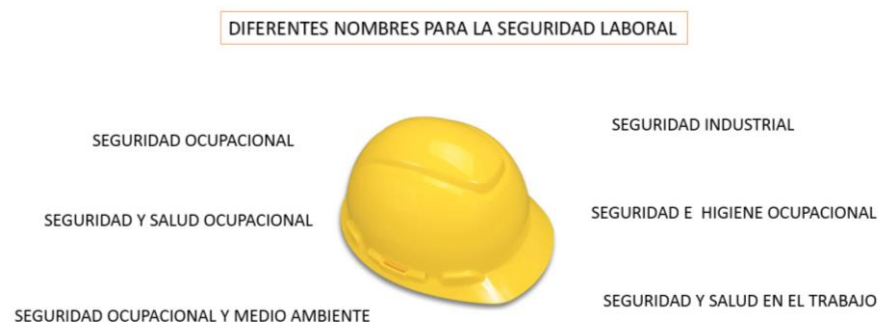 DIFERENTES NOMBRES PARA LA SEGURIDAD LABORAL
SEGURIDAD OCUPACIONAL
SEGURIDAD INDUSTRIAL
SEGURIDAD Y SALUD OCUPACIONAL
SEGURIDAD E HIGIENE OCUPACIONAL
SEGURIDAD OCUPACIONAL Y MEDIO AMBIENTE
SEGURIDAD Y SALUD EN EL TRABAJO